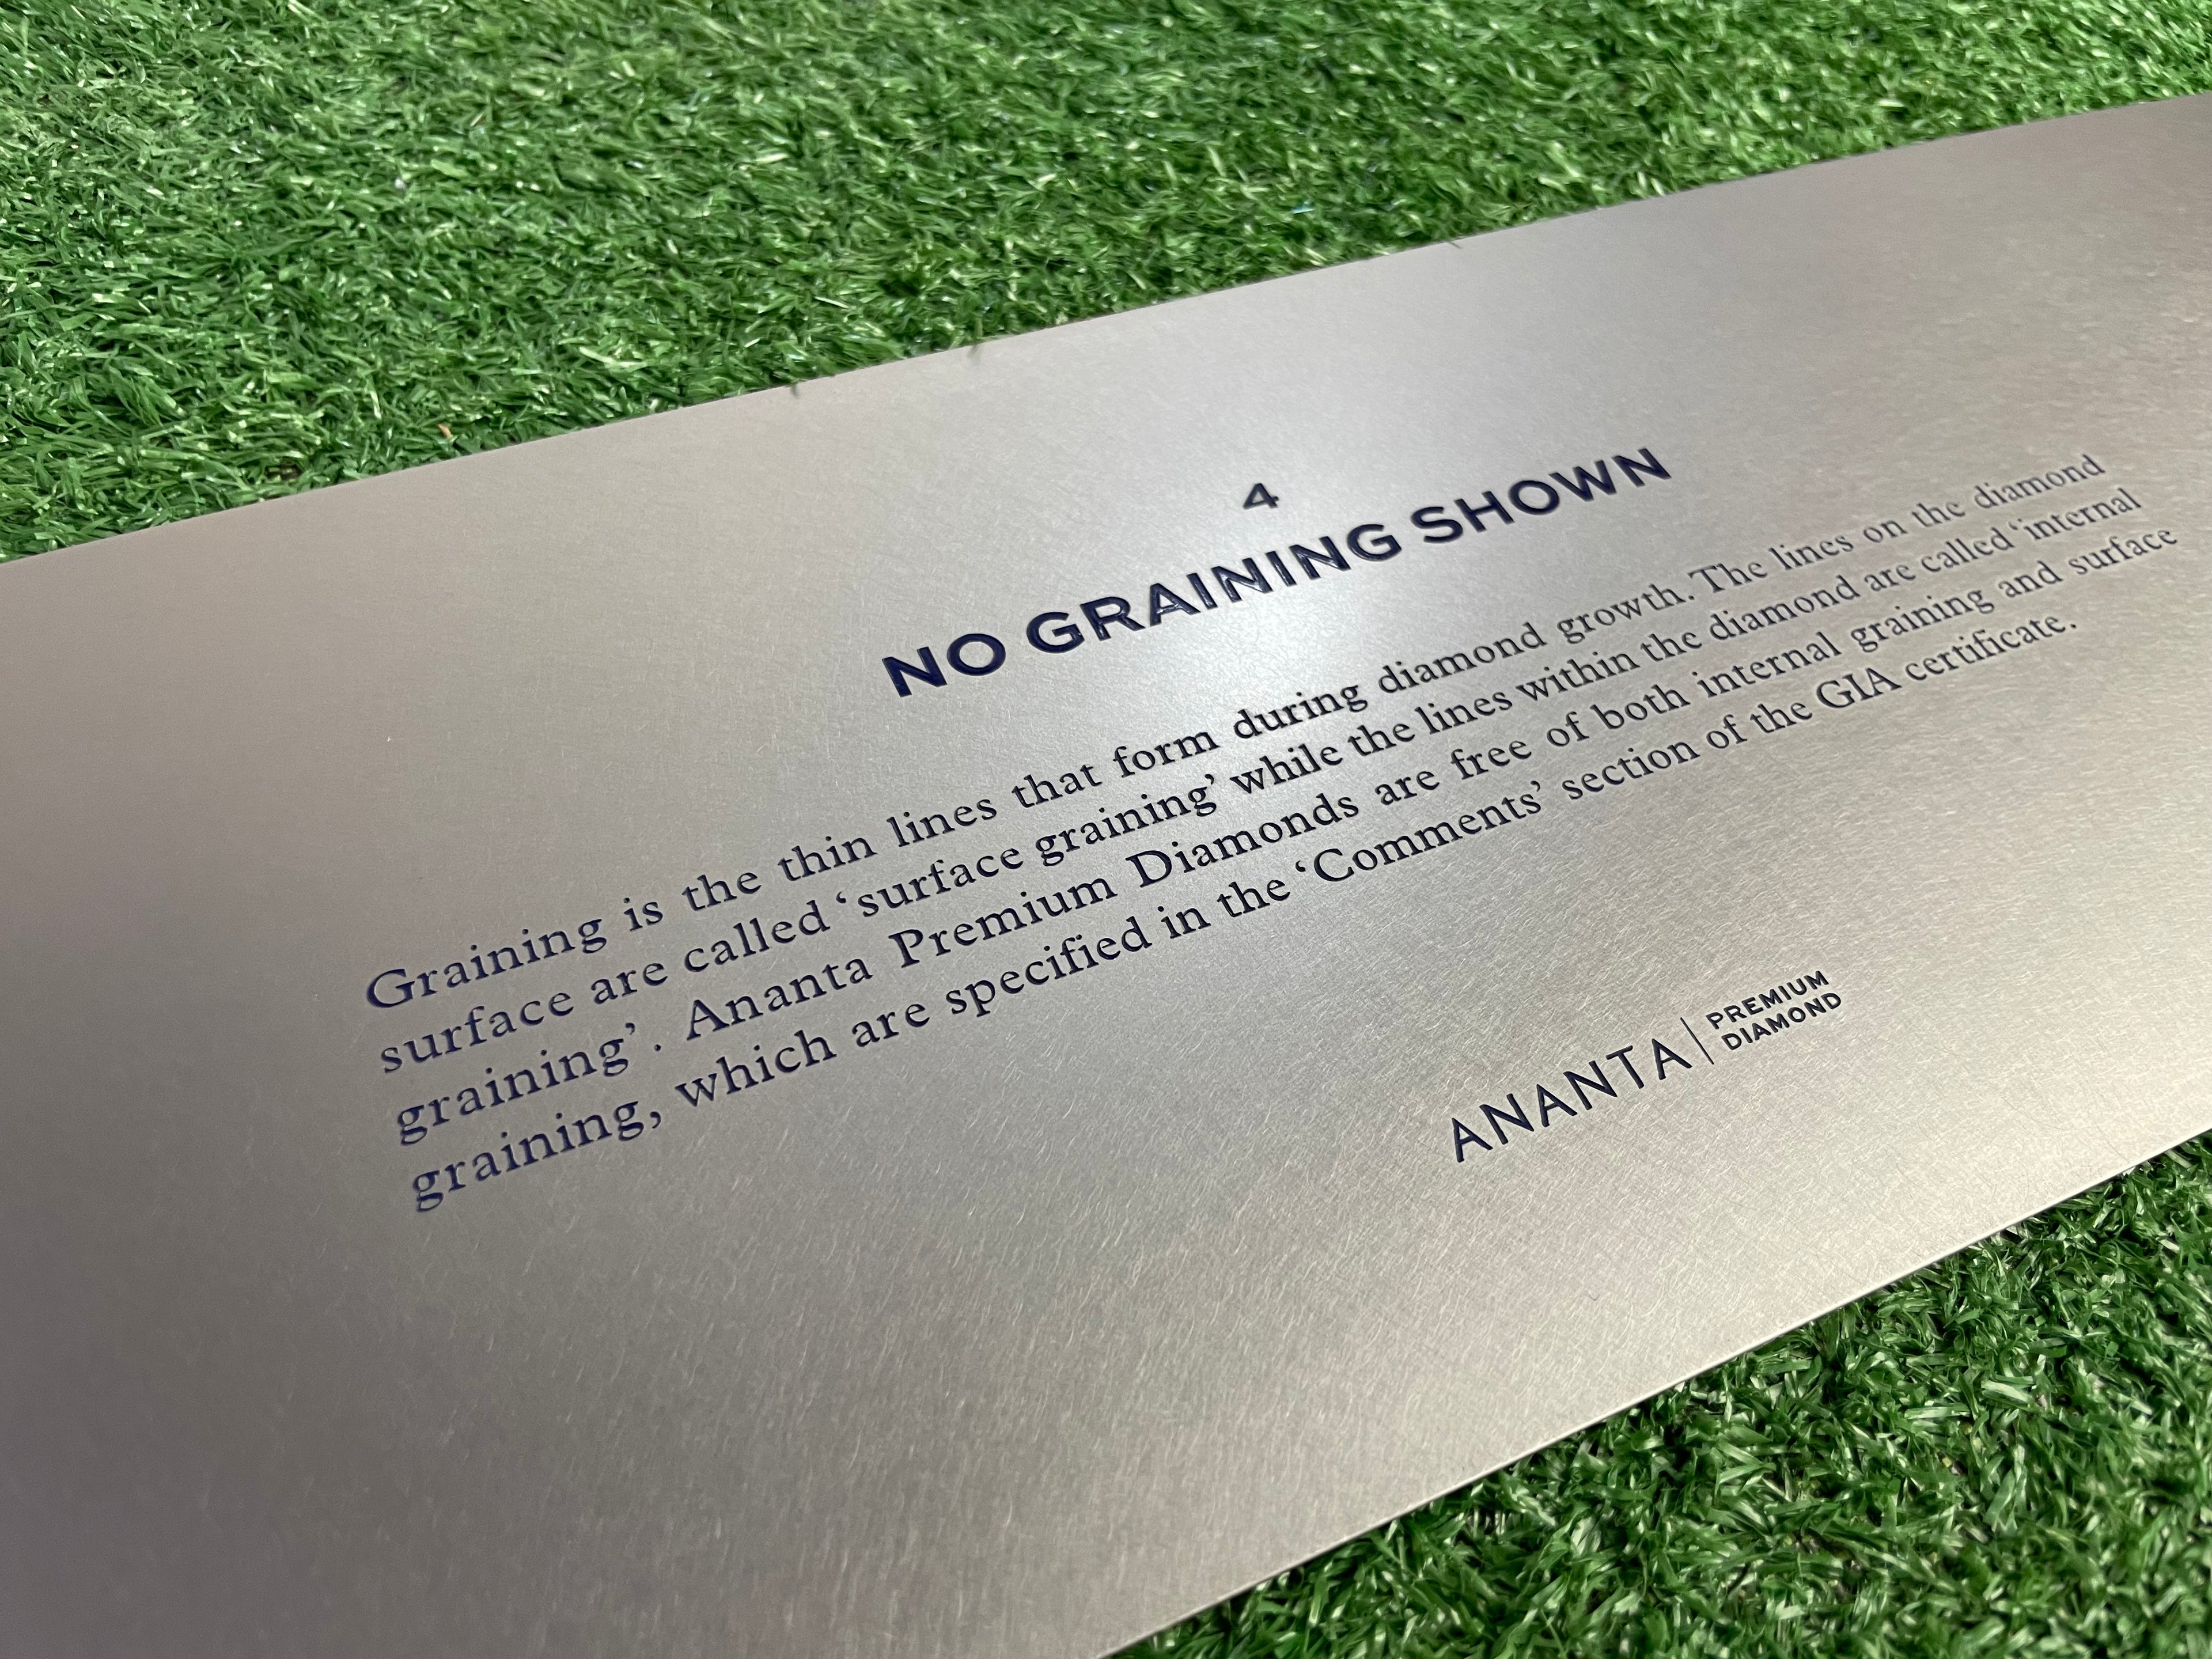 4
NO GRAINING SHOWN
Graining is the thin lines that form during diamond growth. The lines on the diamond
surface are called ‘surface graining’ while the lines within the diamond are called ‘internal
graining’. Ananta Premium Diamonds are free of both internal graining and surface
graining, which are specified in the ‘Comments’ section of the GIA certificate.
ANANTA | PREMIUM
DIAMOND